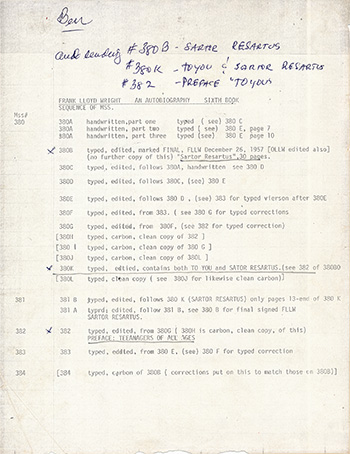 Ben
and sending #380B - SARTOR RESARTUS
#380K - TO YOU & SARTOR RESARTUS
#382 - PREFACE "TO YOU"
FRANK LLOYD WRIGHT AN AUTOBIOGRAPHY SIXTH BOOK
SEQUENCE OF MSS.
Mss#
380 380A handwritten,part one typed ( see) 380 C
380A handwritten, part two typed ( see) 380 E, page 7
380A handwritten, part three typed (see) 380 E page 10
x 380B typed, edited, marked FINAL, FLLW December 26, 1957 [OLLW edited also]
(no further copy of this) "Sartor Resartus",30 pages.
380C typed, edited, follows 380A, handwritten see 380 D
380D typed, edited follows 380C, (see) 380 E
380E typed, edited, follows 380 D , (see) 383 for typed version after 380E
380F typed, edited, from 383. ( see 380 G for typed corrections
380G typed, edited, from 380F, (see 382 for typed correction)
[380H typed, carbon, clean copy of 382 ]
[380 I typed, carbon, clean copy of 380 G ]
[380J typed, carbon, clean copy of 380L ]
x 380K typed, edtied, contains both TO YOU and SATOR RESARTUS.(see 382 of 380
[380L typed, clean copy ( see 380J for likewise clean carbon)]
381 381 B typed, edited, follows 380 K (SARTOR RESARTUS) only pages 13-end of 380 K
381 A typed, edited, follow 381 B, see 380 B for final signed FLLW
SARTOR RESARTUS.
x 382 382 typed, edited, from 380G ( 380H is carbon, clean copy, of this)
PREFACE: TEENAGERS OF ALL AGES
383 383 typed, edited, from 380 E, (see) 380 F for typed correction
384 [384 typed, carbon of 380B ( corrections put on this to match those on 380B)]